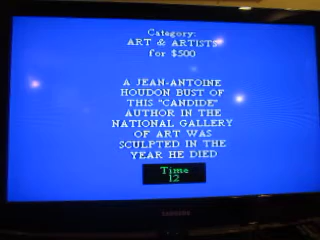 Category:
ART & ARTISTS
for $500
A JEAN-ANTOINE
HOUDON BUST OF
THIS "CANDIDE"
AUTHOR IN THE
NATIONAL GALLERY
OF ART WAS
SCULPTED IN THE
YEAR HE DIED
Time
12
SAMSUNG